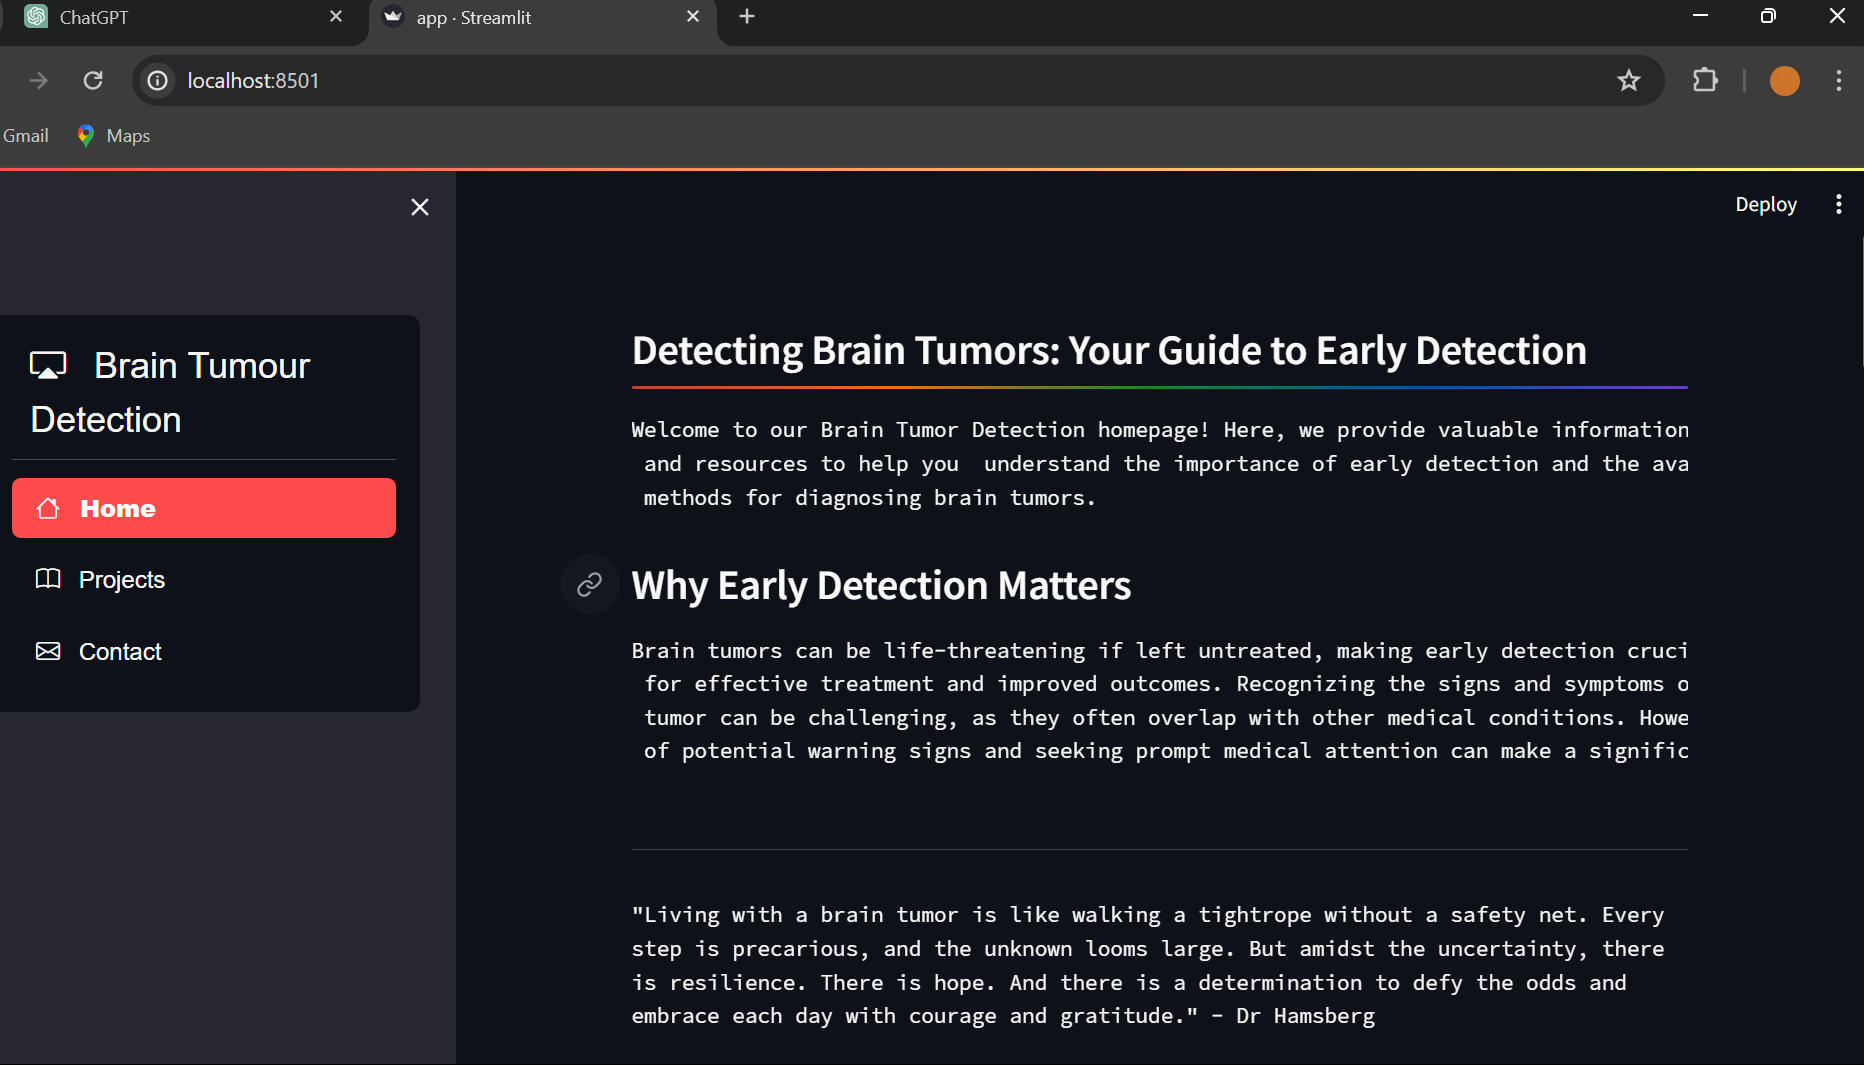 ChatGPT
app · Streamlit
localhost:8501
Gmail
Maps
Deploy
Brain Tumour
Detection
Home
Projects
Contact
Detecting Brain Tumors: Your Guide to Early Detection
Welcome to our Brain Tumor Detection homepage! Here, we provide valuable information
and resources to help you  understand the importance of early detection and the ava
methods for diagnosing brain tumors.
Why Early Detection Matters
Brain tumors can be life-threatening if left untreated, making early detection cruci
for effective treatment and improved outcomes. Recognizing the signs and symptoms o
tumor can be challenging, as they often overlap with other medical conditions. Howe
of potential warning signs and seeking prompt medical attention can make a signific
"Living with a brain tumor is like walking a tightrope without a safety net. Every
step is precarious, and the unknown looms large. But amidst the uncertainty, there
is resilience. There is hope. And there is a determination to defy the odds and
embrace each day with courage and gratitude." - Dr Hamsberg